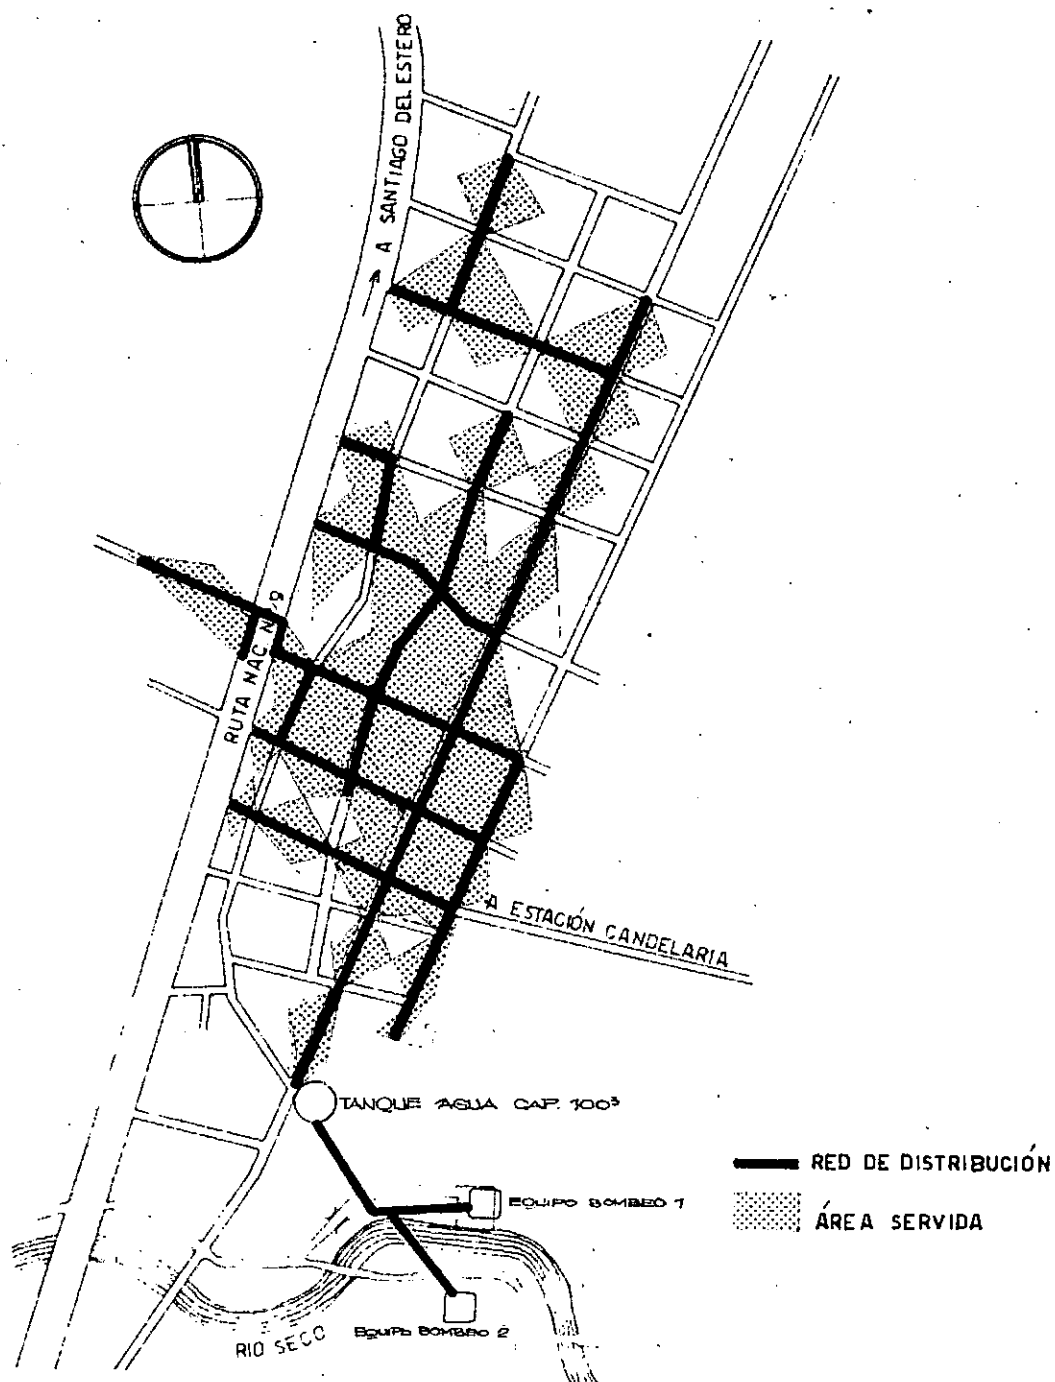 A SANTIAGO DEL ESTERO
RUTA NAC. Nº 9
A ESTACIÓN CANDELARIA
TANQUE AGUA CAP. 100³
RED DE DISTRIBUCIÓN
EQUIPO BOMBEO 1
ÁREA SERVIDA
EQUIPO BOMBEO 2
RIO SECO